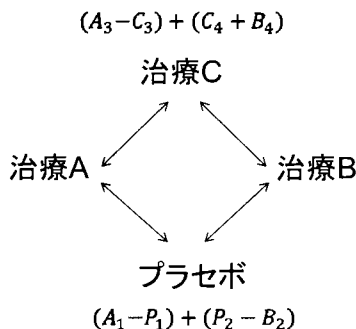 (A₃−C₃) + (C₄ + B₄)
治療C
治療A
治療B
プラセボ
(A₁−P₁) + (P₂ − B₂)